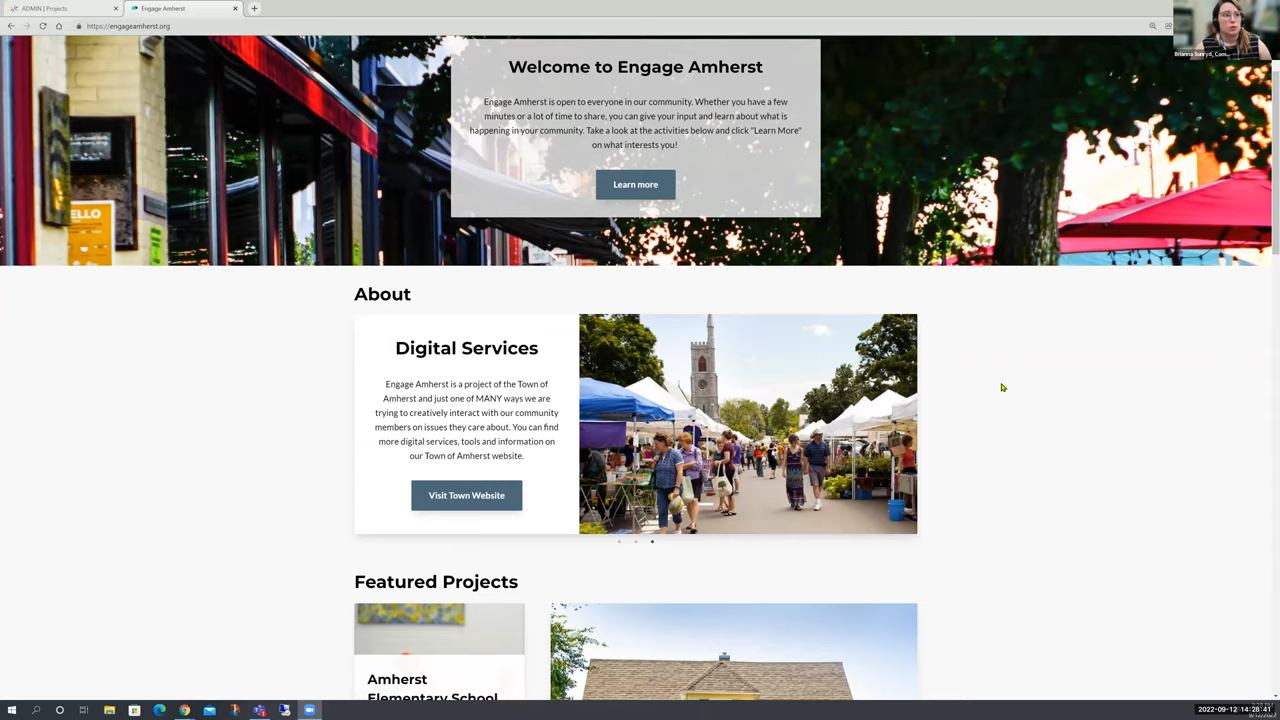 ADMIN | Projects
Engage Amherst
https://engageamherst.org
Brianna Sunryd, Com...
Welcome to Engage Amherst
Engage Amherst is open to everyone in our community. Whether you have a few
minutes or a lot of time to share, you can give your input and learn about what is
happening in your community. Take a look at the activities below and click "Learn More"
on what interests you!
Learn more
About
Digital Services
Engage Amherst is a project of the Town of
Amherst and just one of MANY ways we are
trying to creatively interact with our community
members on issues they care about. You can find
more digital services, tools and information on
our Town of Amherst website.
Visit Town Website
Featured Projects
Amherst
Elementary School
2022-09-12 14:28:41
9/12/2022